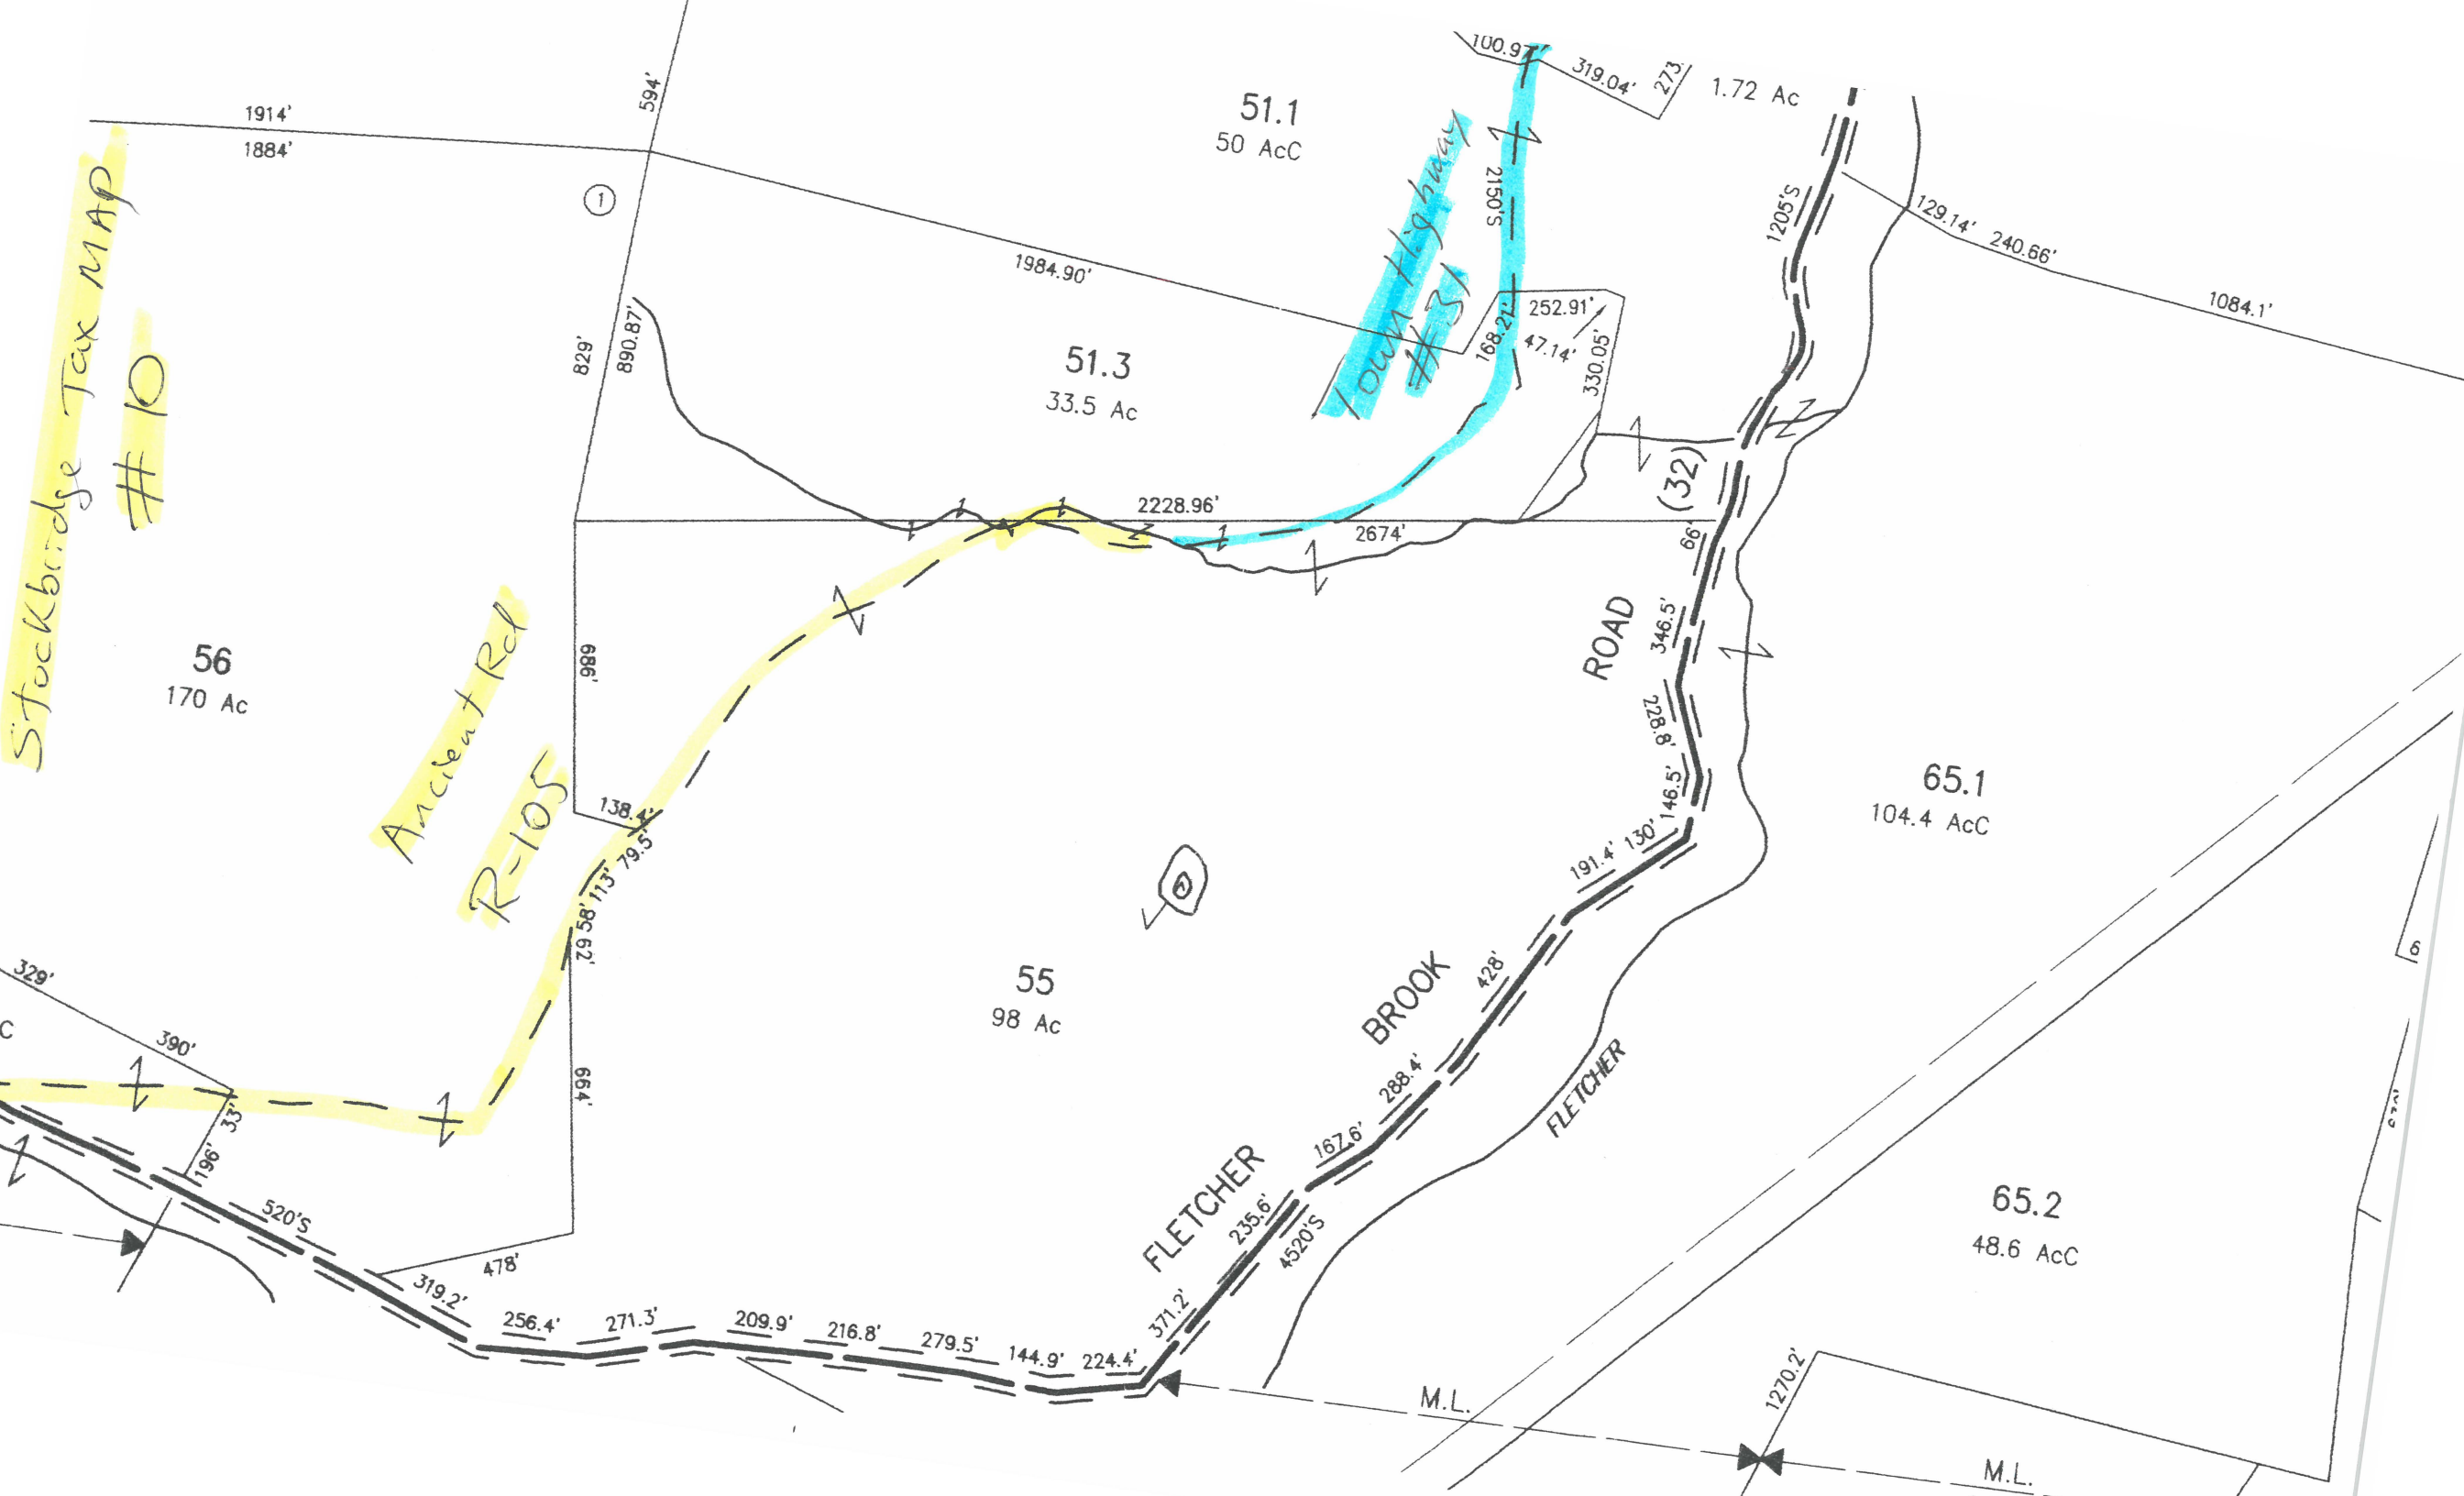 100.97'
319.04'
273.
1.72 Ac
594'
1914'
1884'
51.1
50 AcC
Town Highway
#31
2150'S
1205'S
129.14'
240.66'
1084.1'
1
1984.90'
Stockbridge Tax MAP
#10
829'
890.87'
51.3
33.5 Ac
168.21'
252.91'
47.14'
330.05'
(32)
2228.96'
2674'
66'
56
170 Ac
686'
Ancient Rd
R-105
138.4'
79.5'
113'
58'
62'
664'
346.5'
228.8'
146.5'
130'
191.4'
ROAD
65.1
104.4 AcC
55
98 Ac
428'
BROOK
288.4'
167.6'
FLETCHER
FLETCHER
235.6'
4520'S
371.2'
329'
C
390'
33'
196'
520'S
478'
319.2'
256.4'
271.3'
209.9'
216.8'
279.5'
144.9'
224.4'
65.2
48.6 AcC
6
1270.2'
M.L.
M.L.